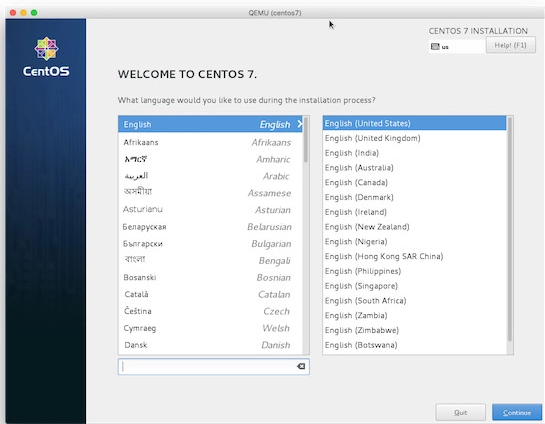 QEMU (centos7)
CentOS
CENTOS 7 INSTALLATION
us
Help! (F1)
WELCOME TO CENTOS 7.
What language would you like to use during the installation process?
English English
Afrikaans Afrikaans
አማርኛ Amharic
العربية Arabic
অসমীয়া Assamese
Asturianu Asturian
Беларуская Belarusian
Български Bulgarian
বাংলা Bengali
Bosanski Bosnian
Català Catalan
Čeština Czech
Cymraeg Welsh
Dansk Danish
English (United States)
English (United Kingdom)
English (India)
English (Australia)
English (Canada)
English (Denmark)
English (Ireland)
English (New Zealand)
English (Nigeria)
English (Hong Kong SAR China)
English (Philippines)
English (Singapore)
English (South Africa)
English (Zambia)
English (Zimbabwe)
English (Botswana)
Quit
Continue